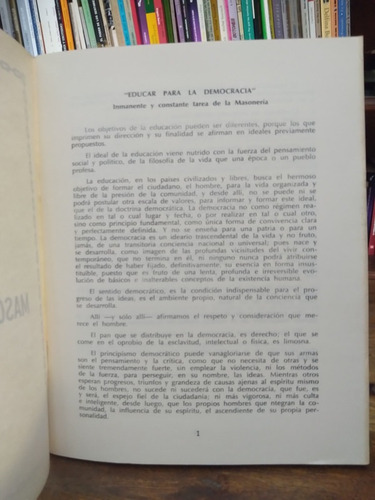 "EDUCAR PARA LA DEMOCRACIA"
Inmanente y constante tarea de la Masonería
Los objetivos de la educación pueden ser diferentes, porque los que
imprimen su dirección y su finalidad se afirman en ideales previamente
propuestos.
El ideal de la educación viene nutrido con la fuerza del pensamiento
social y político, de la filosofía de la vida que una época o un pueblo
profesa.
La educación, en los países civilizados y libres, busca el hermoso
objetivo de formar el ciudadano, el hombre, para la vida organizada y
libre de la presión de la comunidad, y desde allí, no se puede ni se
podrá postular otra escala de valores, para informar y formar este ideal,
que el de la doctrina democrática. La democracia no como régimen rea-
lizado en tal o cual lugar y fecha, o por realizar en tal o cual otro,
sino como principio fundamental, como única forma de convivencia clara
y perfectamente definida. Y no se enseña para una patria o para un
tiempo. La democracia es un ideario trascendental de la vida y no hosto,
jamás, de una transitoria conciencia nacional o universal; pues nace y
se desarrolla, como imagen de las profundas vicisitudes del vivir contem-
poráneo, que no termina en él, ni ninguno nunca podrá atribuirse
el resultado de haber fijado, definitivamente, su esencia en forma insus-
tituible, puesto que es fruto de una lenta, profunda e irreversible evolu-
ción de básicos e inalterables conceptos de la existencia humana.
El sentido democrático, es la condición indispensable para el pro-
greso de las ideas, es el ambiente propio, natural de la conciencia que
se desarrolla.
Allí —y sólo allí— afirmamos el respeto y consideración que me-
rece el hombre.
El pan que se distribuye en la democracia, es derecho; el que se
come en el oprobio de la esclavitud, intelectual o física, es limosna.
El principismo democrático puede vanagloriarse de que sus armas
son el pensamiento y la crítica, como que no necesita de otras y se
siente tremendamente fuerte, sin emplear la violencia, ni los métodos
de la fuerza, para perseguir, en su nombre, las ideas. Mientras otros
esperan progresos, triunfos y grandeza de causas ajenas al espíritu mismo
de los hombres, no sucede ni sucederá con la democracia, que fue, es
y será, el espejo fiel de la ciudadanía; ni más vigorosa, ni más culta
e inteligente, desde luego, que los propios hombres que integran la co-
munidad, la influencia de su espíritu, el ascendiente de su propia per-
sonalidad.
1